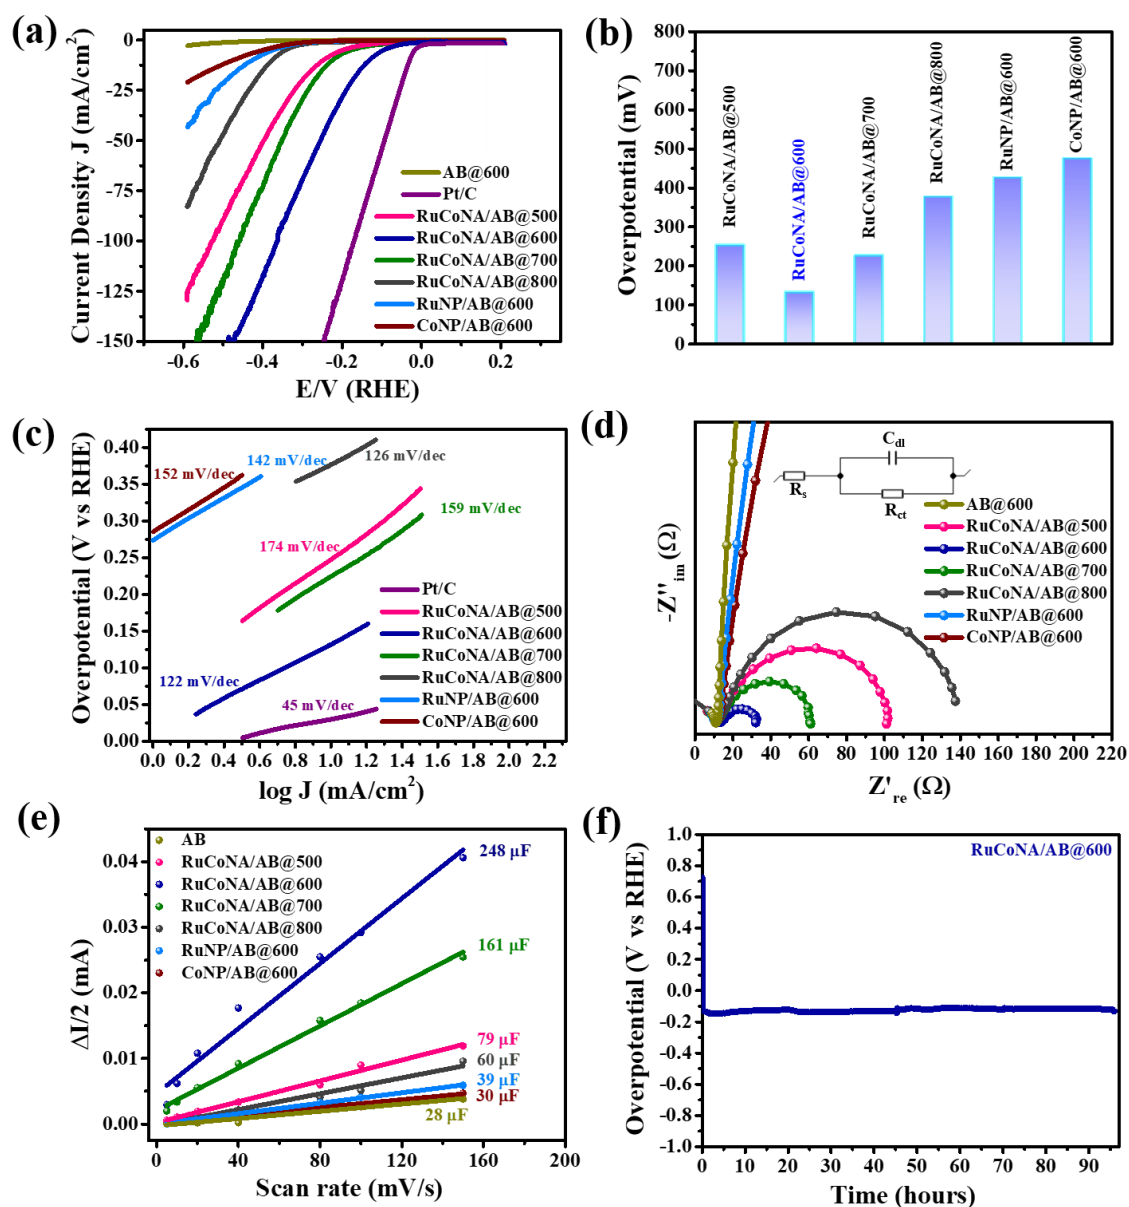 (a)
Current Density J (mA/cm²)
0
-25
-50
-75
-100
-125
-150
-0.6
-0.4
-0.2
0.0
0.2
E/V (RHE)
AB@600
Pt/C
RuCoNA/AB@500
RuCoNA/AB@600
RuCoNA/AB@700
RuCoNA/AB@800
RuNP/AB@600
CoNP/AB@600
(b)
Overpotential (mV)
800
700
600
500
400
300
200
100
0
RuCoNA/AB@500
RuCoNA/AB@600
RuCoNA/AB@700
RuCoNA/AB@800
RuNP/AB@600
CoNP/AB@600
(c)
Overpotential (V vs RHE)
0.40
0.35
0.30
0.25
0.20
0.15
0.10
0.05
0.00
0.0 0.2 0.4 0.6 0.8 1.0 1.2 1.4 1.6 1.8 2.0 2.2
log J (mA/cm²)
152 mV/dec
142 mV/dec
126 mV/dec
159 mV/dec
174 mV/dec
122 mV/dec
45 mV/dec
Pt/C
RuCoNA/AB@500
RuCoNA/AB@600
RuCoNA/AB@700
RuCoNA/AB@800
RuNP/AB@600
CoNP/AB@600
(d)
-Z''im (Ω)
Cdl
Rs
Rct
AB@600
RuCoNA/AB@500
RuCoNA/AB@600
RuCoNA/AB@700
RuCoNA/AB@800
RuNP/AB@600
CoNP/AB@600
0 20 40 60 80 100 120 140 160 180 200 220
Z're (Ω)
(e)
ΔI/2 (mA)
0.04
0.03
0.02
0.01
0.00
0 40 80 120 160 200
Scan rate (mV/s)
AB
RuCoNA/AB@500
RuCoNA/AB@600
RuCoNA/AB@700
RuCoNA/AB@800
RuNP/AB@600
CoNP/AB@600
248 µF
161 µF
79 µF
60 µF
39 µF
30 µF
28 µF
(f)
Overpotential (V vs RHE)
1.0
0.8
0.6
0.4
0.2
0.0
-0.2
-0.4
-0.6
-0.8
-1.0
RuCoNA/AB@600
0 10 20 30 40 50 60 70 80 90
Time (hours)